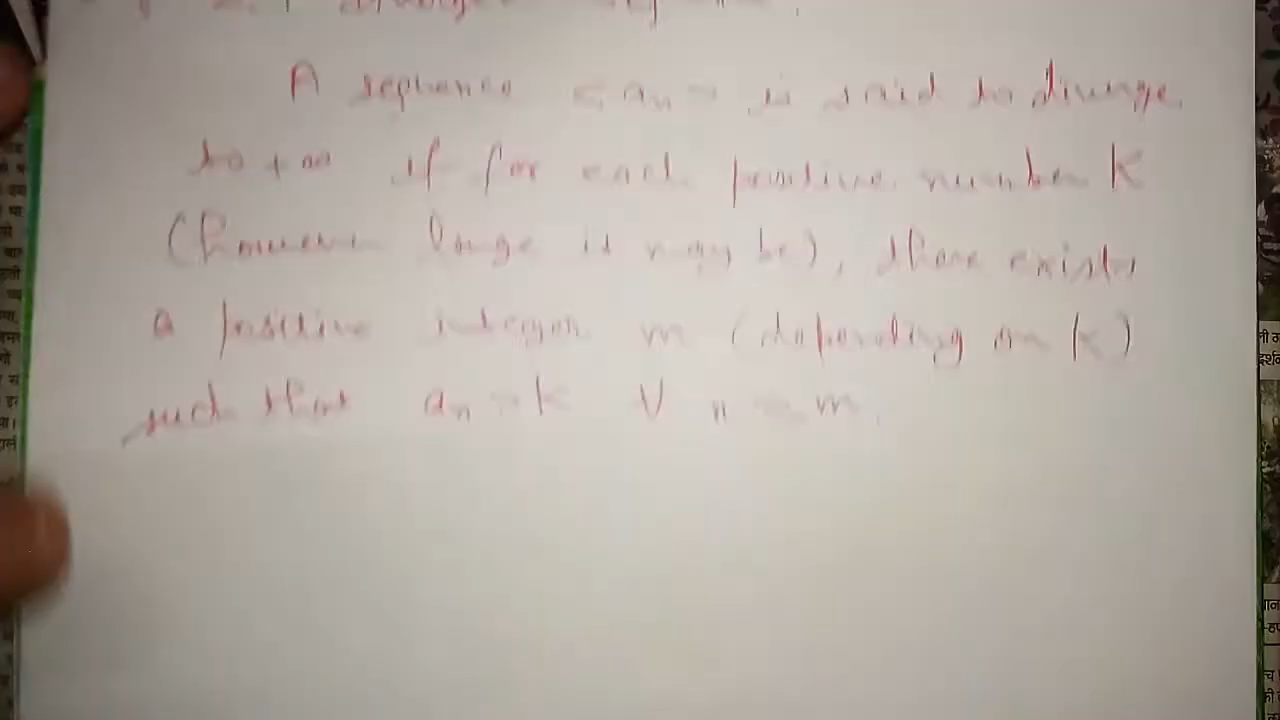 A sequence < an > is said to diverge
to + ∞ if for each positive number K
(however large it may be), there exists
a positive integer m (depending on K)
such that an > K ∀ n ≥ m.